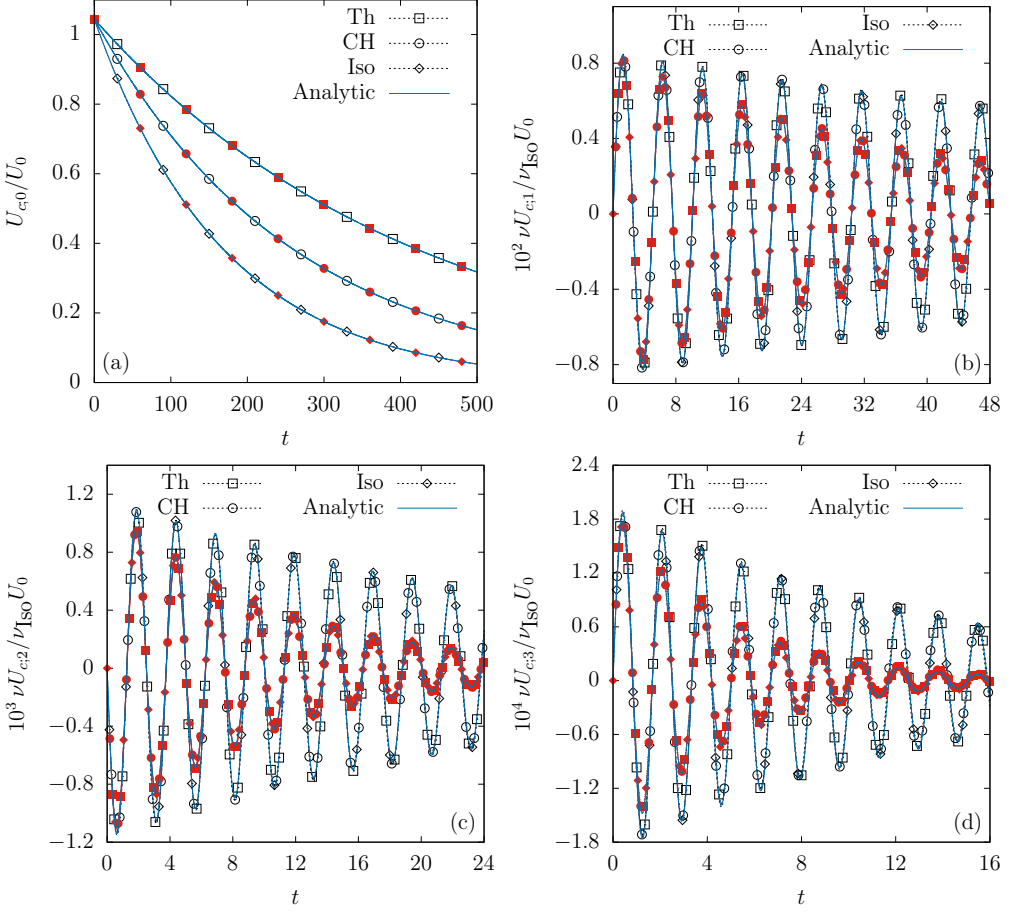 Th
CH
Iso
Analytic
U_{c;0}/U_0
1
0.8
0.6
0.4
0.2
0
(a)
0 100 200 300 400 500
t
Th Iso
CH Analytic
10^2 νU_{c;1}/ν_{Iso}U_0
0.8
0.4
0
−0.4
−0.8
(b)
0 8 16 24 32 40 48
t
Th Iso
CH Analytic
10^3 νU_{c;2}/ν_{Iso}U_0
1.2
0.8
0.4
0
−0.4
−0.8
−1.2
(c)
0 4 8 12 16 20 24
t
Th Iso
CH Analytic
10^4 νU_{c;3}/ν_{Iso}U_0
2.4
1.8
1.2
0.6
0
−0.6
−1.2
−1.8
(d)
0 4 8 12 16
t